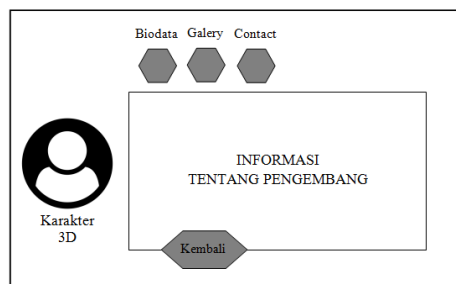 Biodata Galery Contact
INFORMASI
TENTANG PENGEMBANG
Karakter
3D
Kembali